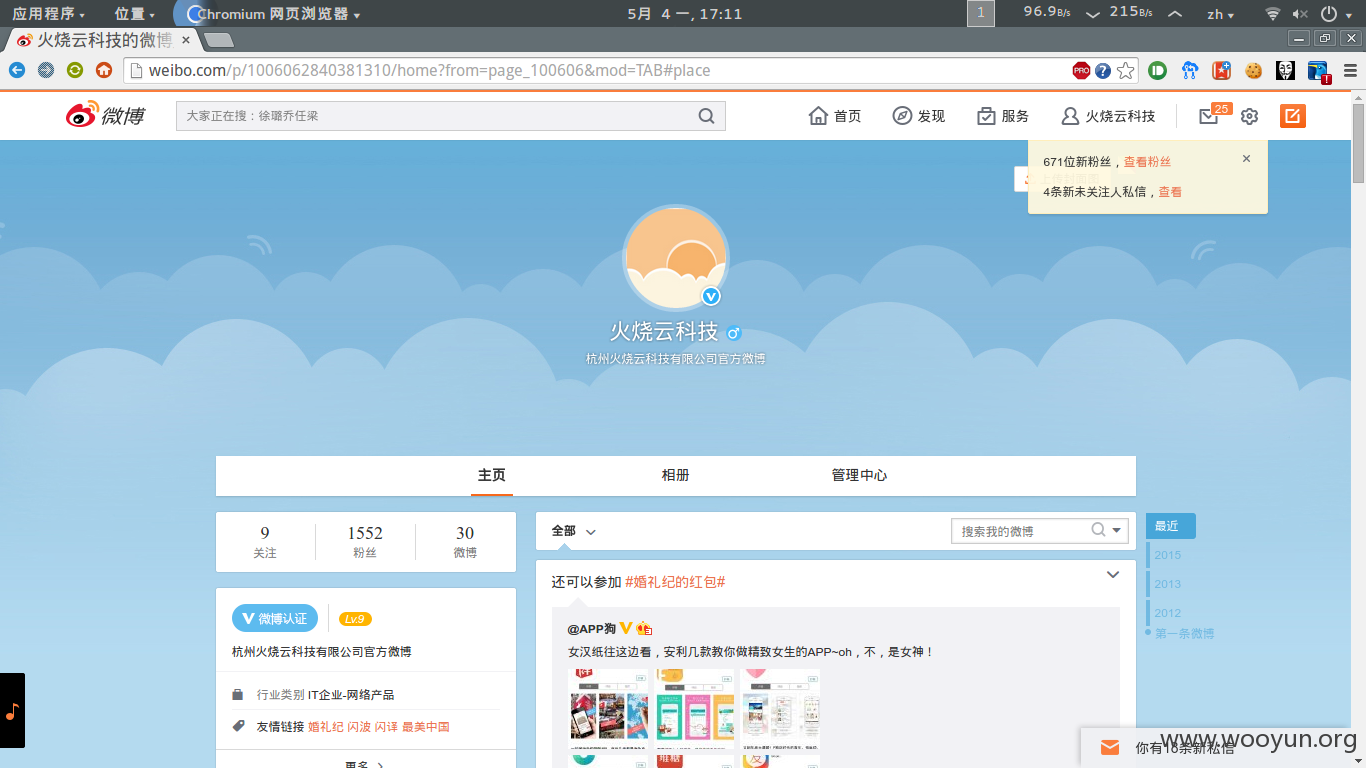 应用程序 位置 Chromium 网页浏览器 5月 4 一, 17:11 1 96.9B/s 215B/s zh
火烧云科技的微博
weibo.com/p/1006062840381310/home?from=page_100606&mod=TAB#place PRO
微博 大家正在搜：徐璐乔任梁 首页 发现 服务 火烧云科技 25
671位新粉丝，查看粉丝
4条新未关注人私信，查看
火烧云科技
杭州火烧云科技有限公司官方微博
主页 相册 管理中心
9 1552 30
关注 粉丝 微博
全部 搜索我的微博
最近
2015
2013
2012
第一条微博
还可以参加 #婚礼纪的红包#
V 微博认证 Lv.9
@APP狗
杭州火烧云科技有限公司官方微博
女汉纸往这边看，安利几款教你做精致女生的APP~oh，不，是女神！
行业类别 IT企业-网络产品
友情链接 婚礼纪 闪波 闪译 最美中国
更多
你有16条新私信
www.wooyun.org